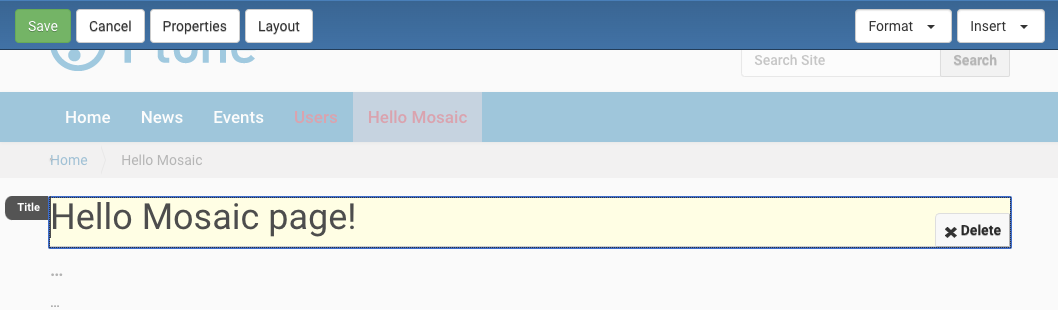 Save Cancel Properties Layout Format Insert
Search Site Search
Home News Events Users Hello Mosaic
Home Hello Mosaic
Title Hello Mosaic page!
Delete
...
...